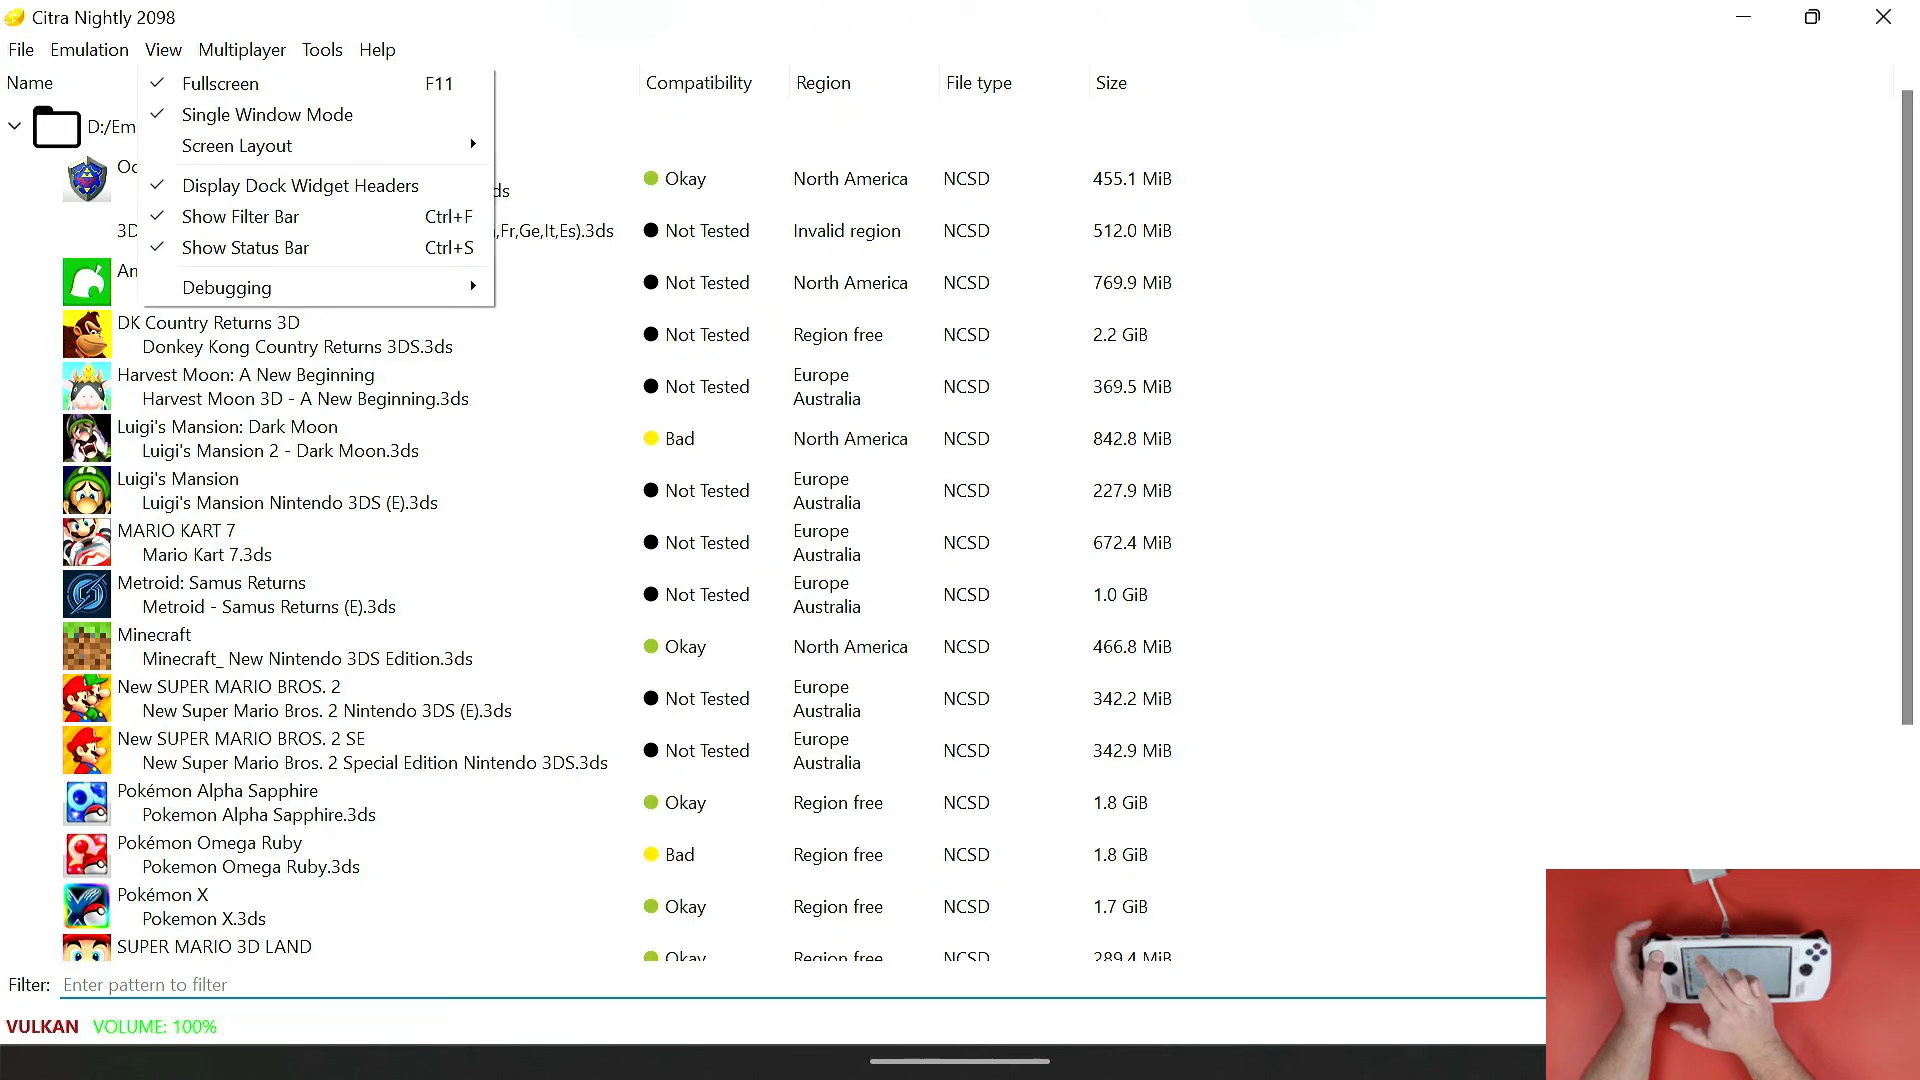 Citra Nightly 2098
File Emulation View Multiplayer Tools Help
Name Compatibility Region File type Size
Fullscreen F11
Single Window Mode
Screen Layout
Display Dock Widget Headers
Show Filter Bar Ctrl+F
Show Status Bar Ctrl+S
Debugging
D:/Em
Oc
ds Okay North America NCSD 455.1 MiB
3D ,Fr,Ge,It,Es).3ds Not Tested Invalid region NCSD 512.0 MiB
An
Not Tested North America NCSD 769.9 MiB
DK Country Returns 3D
Donkey Kong Country Returns 3DS.3ds Not Tested Region free NCSD 2.2 GiB
Harvest Moon: A New Beginning
Harvest Moon 3D - A New Beginning.3ds Not Tested Europe Australia NCSD 369.5 MiB
Luigi's Mansion: Dark Moon
Luigi's Mansion 2 - Dark Moon.3ds Bad North America NCSD 842.8 MiB
Luigi's Mansion
Luigi's Mansion Nintendo 3DS (E).3ds Not Tested Europe Australia NCSD 227.9 MiB
MARIO KART 7
Mario Kart 7.3ds Not Tested Europe Australia NCSD 672.4 MiB
Metroid: Samus Returns
Metroid - Samus Returns (E).3ds Not Tested Europe Australia NCSD 1.0 GiB
Minecraft
Minecraft_ New Nintendo 3DS Edition.3ds Okay North America NCSD 466.8 MiB
New SUPER MARIO BROS. 2
New Super Mario Bros. 2 Nintendo 3DS (E).3ds Not Tested Europe Australia NCSD 342.2 MiB
New SUPER MARIO BROS. 2 SE
New Super Mario Bros. 2 Special Edition Nintendo 3DS.3ds Not Tested Europe Australia NCSD 342.9 MiB
Pokémon Alpha Sapphire
Pokemon Alpha Sapphire.3ds Okay Region free NCSD 1.8 GiB
Pokémon Omega Ruby
Pokemon Omega Ruby.3ds Bad Region free NCSD 1.8 GiB
Pokémon X
Pokemon X.3ds Okay Region free NCSD 1.7 GiB
SUPER MARIO 3D LAND
Okay Region free NCSD 289.4 MiB
Filter: Enter pattern to filter
VULKAN VOLUME: 100%